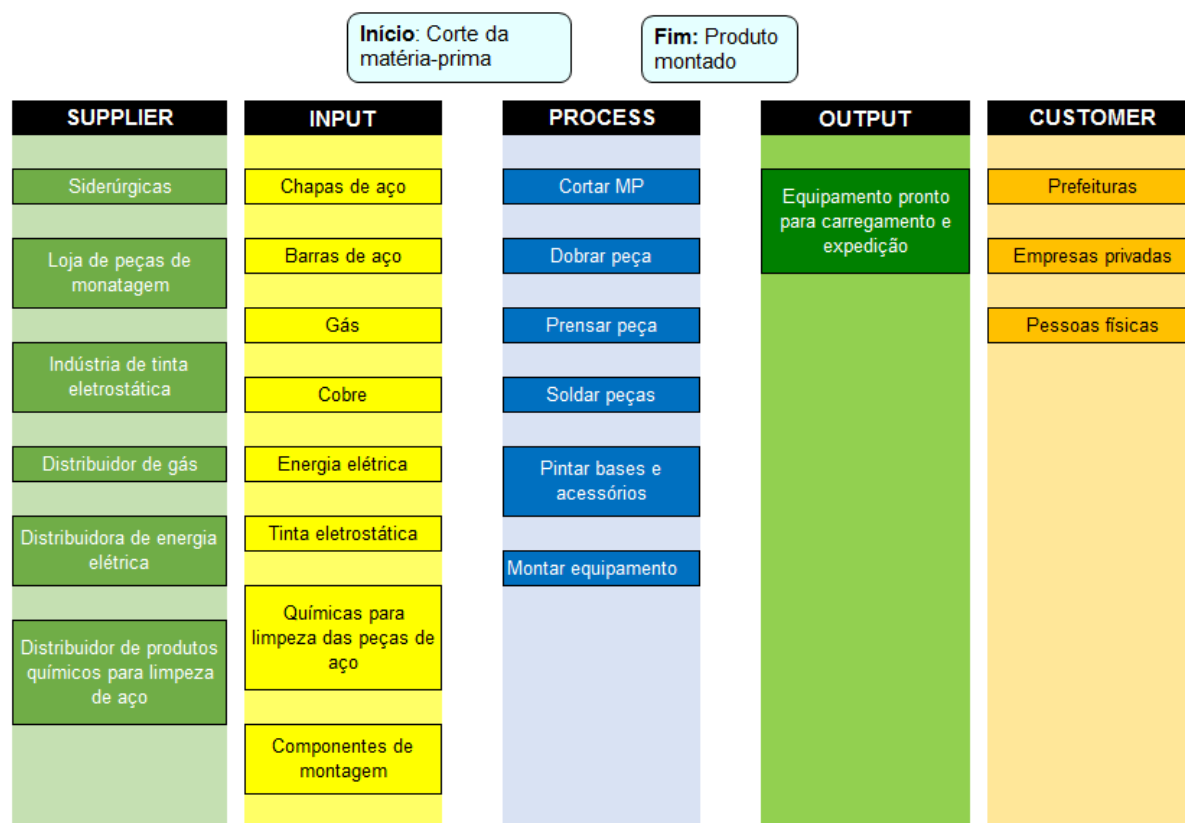 Início: Corte da
matéria-prima
Fim: Produto
montado
SUPPLIER
Siderúrgicas
Loja de peças de
monatagem
Indústria de tinta
eletrostática
Distribuidor de gás
Distribuidora de energia
elétrica
Distribuidor de produtos
químicos para limpeza
de aço
INPUT
Chapas de aço
Barras de aço
Gás
Cobre
Energia elétrica
Tinta eletrostática
Químicas para
limpeza das peças de
aço
Componentes de
montagem
PROCESS
Cortar MP
Dobrar peça
Prensar peça
Soldar peças
Pintar bases e
acessórios
Montar equipamento
OUTPUT
Equipamento pronto
para carregamento e
expedição
CUSTOMER
Prefeituras
Empresas privadas
Pessoas físicas